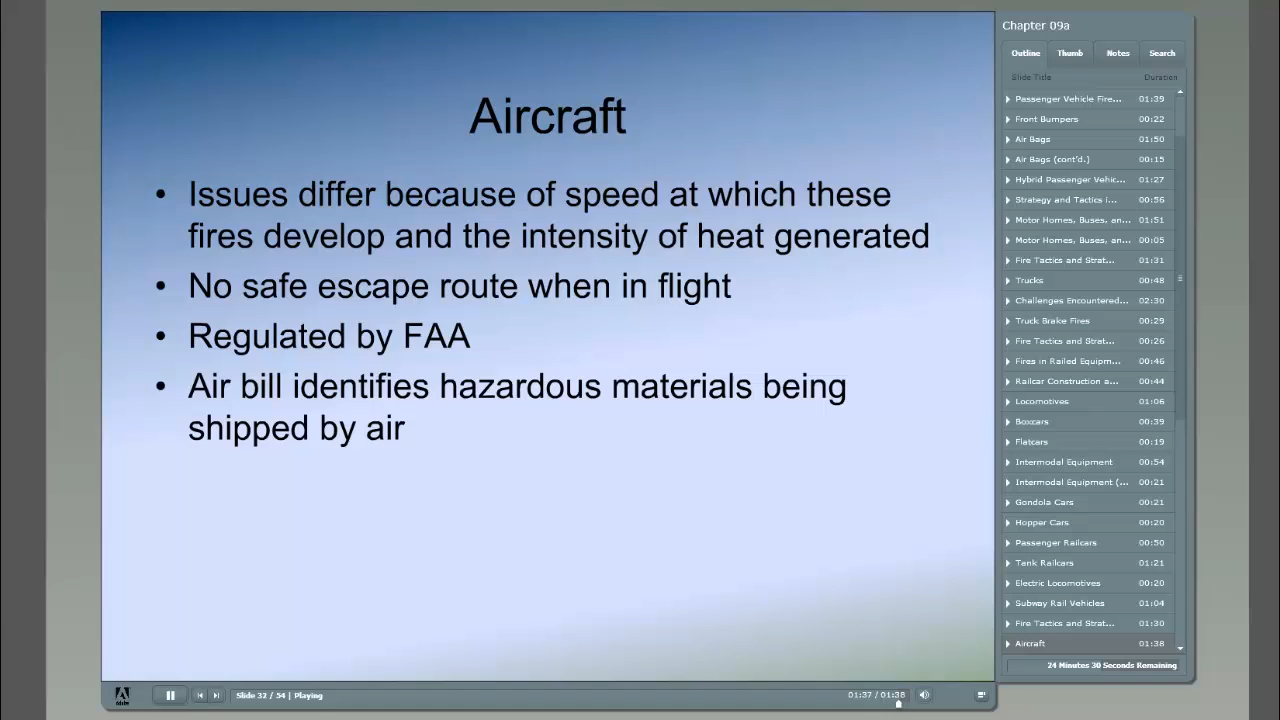 Aircraft
• Issues differ because of speed at which these
fires develop and the intensity of heat generated
• No safe escape route when in flight
• Regulated by FAA
• Air bill identifies hazardous materials being
shipped by air
Chapter 09a
Outline Thumb Notes Search
Slide Title Duration
Passenger Vehicle Fire... 01:39
Front Bumpers 00:22
Air Bags 01:50
Air Bags (cont'd.) 00:15
Hybrid Passenger Vehic... 01:27
Strategy and Tactics i... 00:56
Motor Homes, Buses, an... 01:51
Motor Homes, Buses, an... 00:05
Fire Tactics and Strat... 01:31
Trucks 00:48
Challenges Encountered... 02:30
Truck Brake Fires 00:29
Fire Tactics and Strat... 00:26
Fires in Railed Equipm... 00:46
Railcar Construction a... 00:44
Locomotives 01:06
Boxcars 00:39
Flatcars 00:19
Intermodal Equipment 00:54
Intermodal Equipment (... 00:21
Gondola Cars 00:21
Hopper Cars 00:20
Passenger Railcars 00:50
Tank Railcars 01:21
Electric Locomotives 00:20
Subway Rail Vehicles 01:04
Fire Tactics and Strat... 01:30
Aircraft 01:38
24 Minutes 30 Seconds Remaining
Adobe
Slide 32 / 54 | Playing
01:37 / 01:38